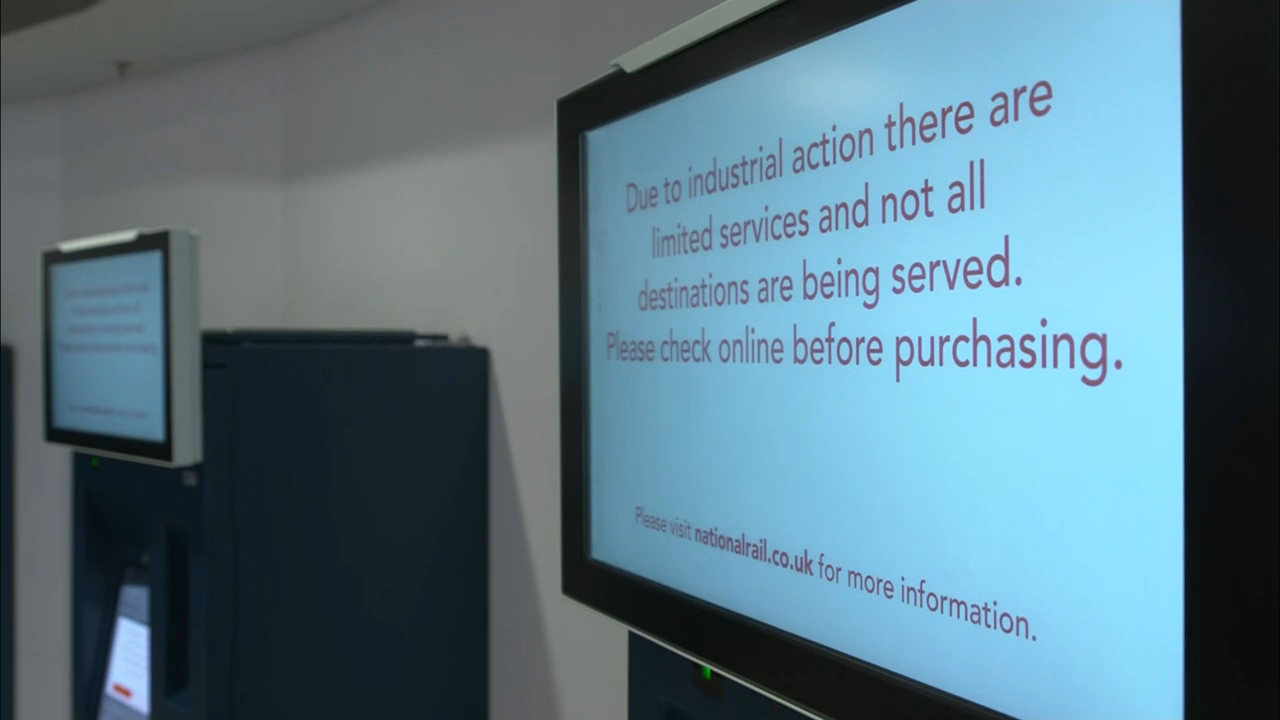 Due to industrial action there are
limited services and not all
destinations are being served.
Please check online before purchasing.
Please visit nationalrail.co.uk for more information.